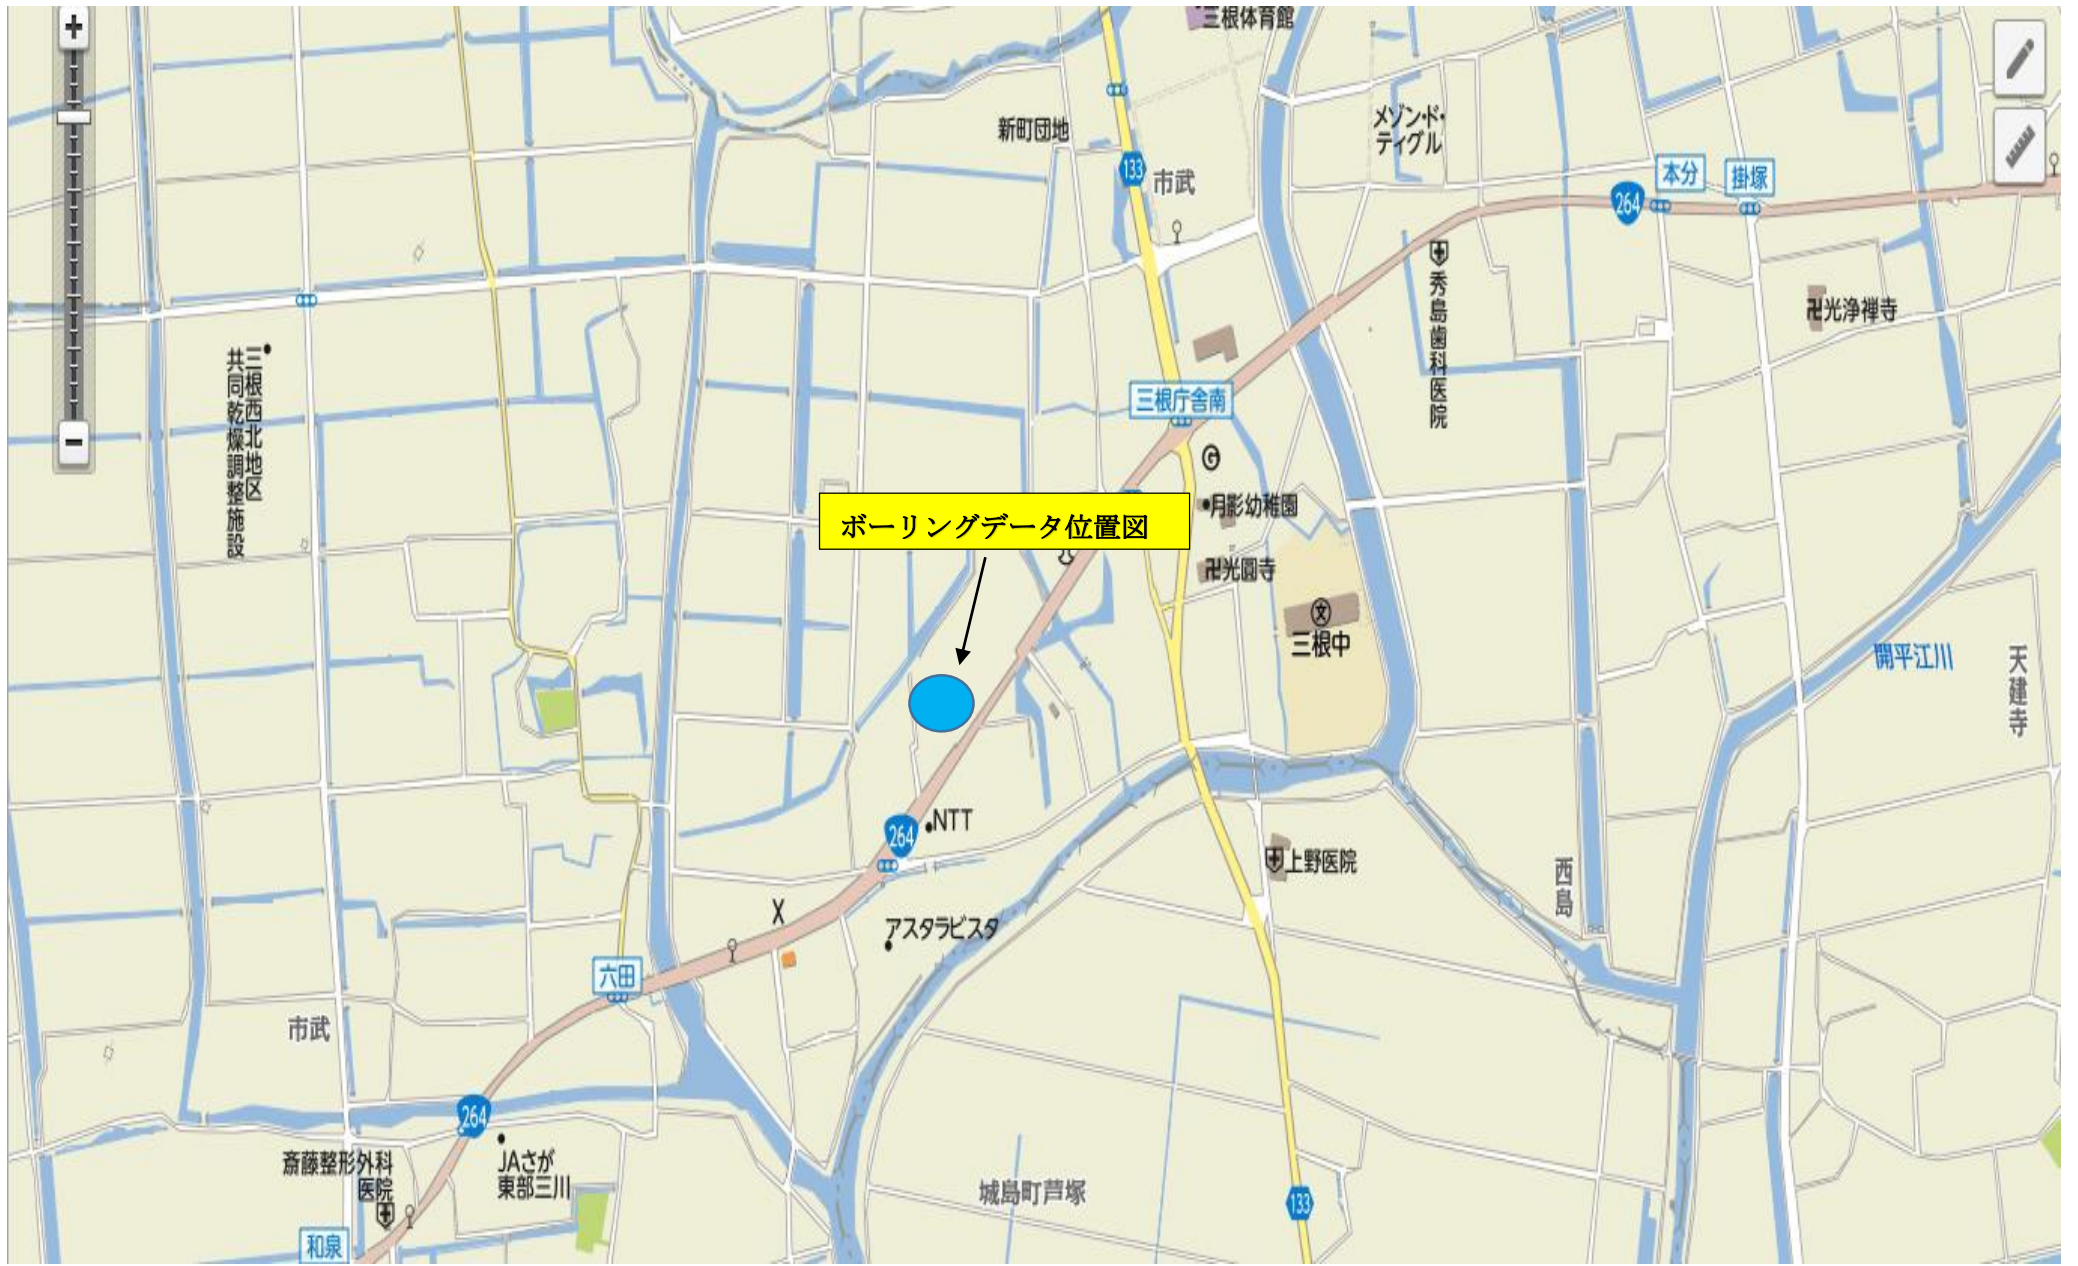 三根体育館
メゾン・ド・
ティグル
新町団地
133
市武
本分
掛塚
264
秀島歯科医院
卍光浄禅寺
三根西北地区
共同乾燥調整施設
三根庁舎南
月影幼稚園
ボーリングデータ位置図
卍光圓寺
文
三根中
開平江川
天建寺
264
NTT
上野医院
西島
X
アスタラビスタ
六田
市武
264
斎藤整形外科
医院
JAさが
東部三川
城島町芦塚
133
和泉